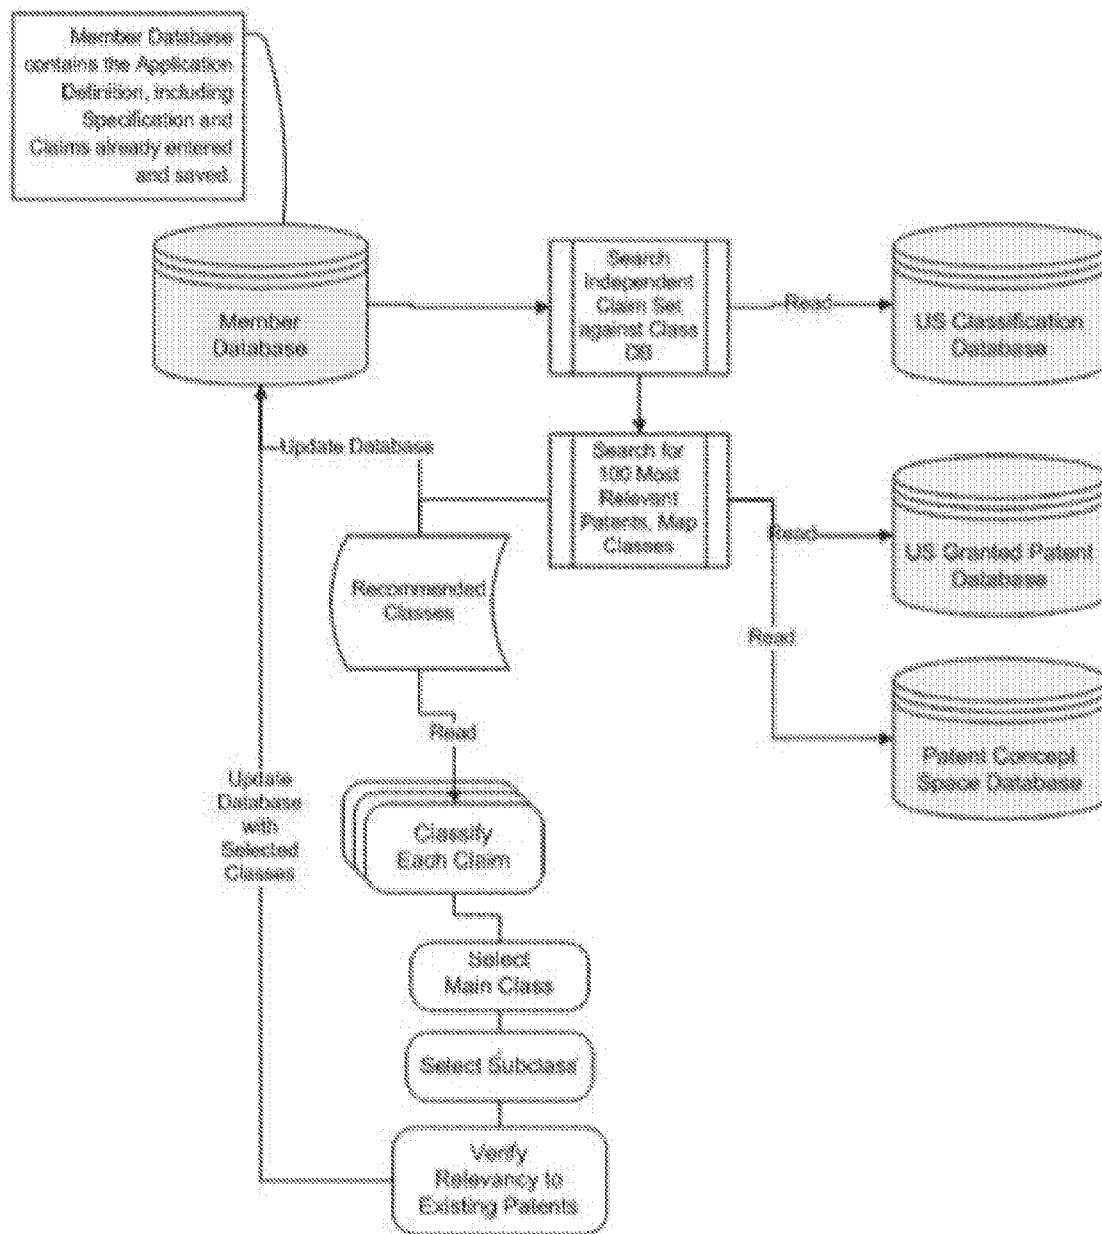 Member Database
contains the Application
Definition, including
Specification and
Claims already entered
and saved.
Member
Database
Search
Independent
Claim Set
against Class
DB
Read
US Classification
Database
Update Database
Search for
100 Most
Relevant
Patents, Map
Classes
Read
US Granted Patent
Database
Recommended
Classes
Read
Read
Patent Concept
Space Database
Update
Database
with
Selected
Classes
Classify
Each Claim
Select
Main Class
Select Subclass
Verify
Relevancy to
Existing Patents